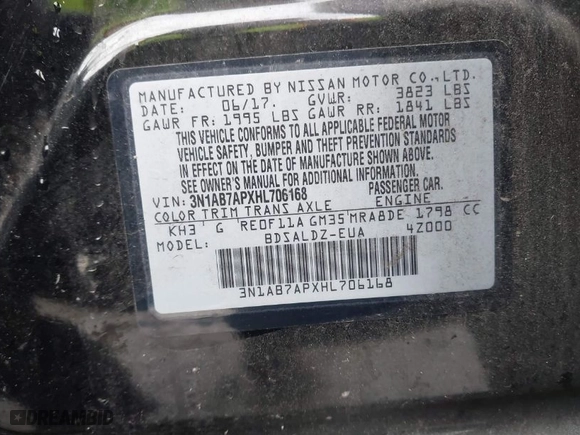 MANUFACTURED BY NISSAN MOTOR CO.,LTD.
DATE: 06/17. GVWR: 3823 LBS
GAWR FR: 1995 LBS GAWR RR: 1841 LBS
THIS VEHICLE CONFORMS TO ALL APPLICABLE FEDERAL MOTOR
VEHICLE SAFETY, BUMPER AND THEFT PREVENTION STANDARDS
IN EFFECT ON THE DATE OF MANUFACTURE SHOWN ABOVE.
SEE OWNER'S MANUAL FOR ADDITIONAL INFORMATION.
VIN: 3N1AB7APXHL706168 PASSENGER CAR.
COLOR TRIM TRANS AXLE ENGINE
KH3 G RE0F11A GM35 MRA8DE 1798 CC
MODEL: BDSALDZ-EUA 4Z000
3N1AB7APXHL706168
DREAMBID